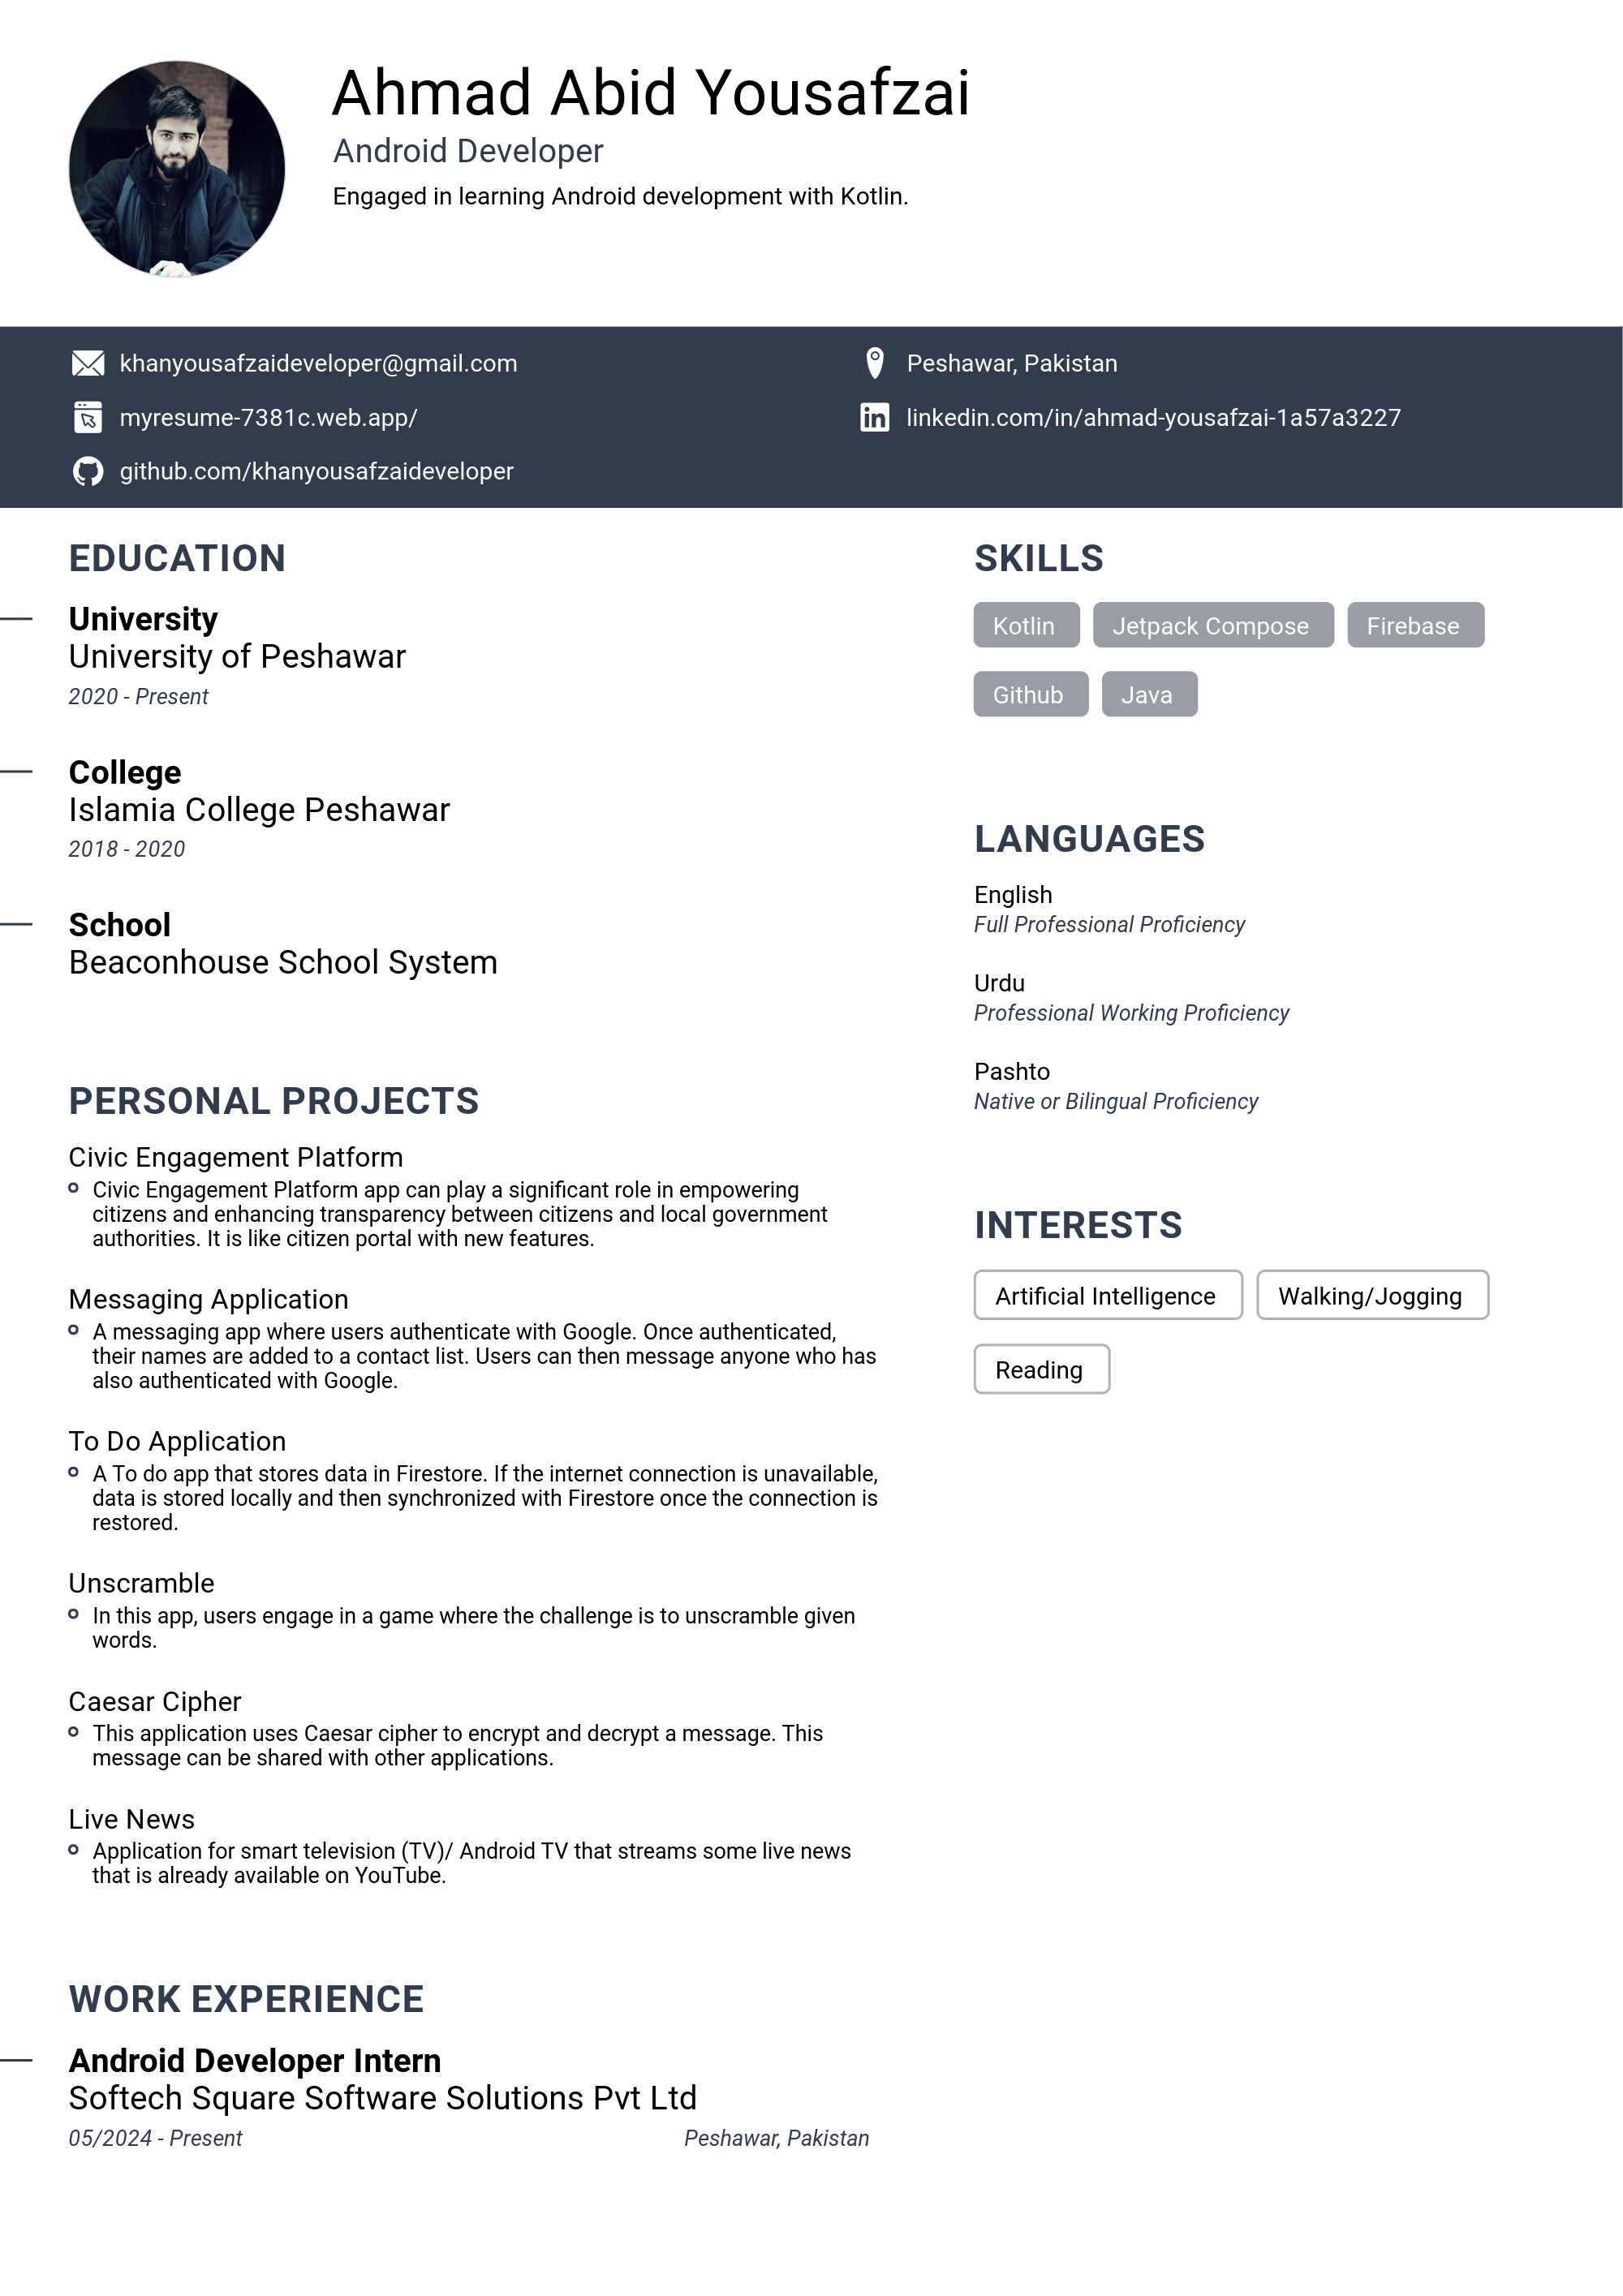 Ahmad Abid Yousafzai
Android Developer
Engaged in learning Android development with Kotlin.
khanyousafzaideveloper@gmail.com
Peshawar, Pakistan
myresume-7381c.web.app/
linkedin.com/in/ahmad-yousafzai-1a57a3227
github.com/khanyousafzaideveloper
EDUCATION
University
University of Peshawar
2020 - Present
College
Islamia College Peshawar
2018 - 2020
School
Beaconhouse School System
PERSONAL PROJECTS
Civic Engagement Platform
Civic Engagement Platform app can play a significant role in empowering
citizens and enhancing transparency between citizens and local government
authorities. It is like citizen portal with new features.
Messaging Application
A messaging app where users authenticate with Google. Once authenticated,
their names are added to a contact list. Users can then message anyone who has
also authenticated with Google.
To Do Application
A To do app that stores data in Firestore. If the internet connection is unavailable,
data is stored locally and then synchronized with Firestore once the connection is
restored.
Unscramble
In this app, users engage in a game where the challenge is to unscramble given
words.
Caesar Cipher
This application uses Caesar cipher to encrypt and decrypt a message. This
message can be shared with other applications.
Live News
Application for smart television (TV)/ Android TV that streams some live news
that is already available on YouTube.
WORK EXPERIENCE
Android Developer Intern
Softech Square Software Solutions Pvt Ltd
05/2024 - Present
Peshawar, Pakistan
SKILLS
Kotlin
Jetpack Compose
Firebase
Github
Java
LANGUAGES
English
Full Professional Proficiency
Urdu
Professional Working Proficiency
Pashto
Native or Bilingual Proficiency
INTERESTS
Artificial Intelligence
Walking/Jogging
Reading